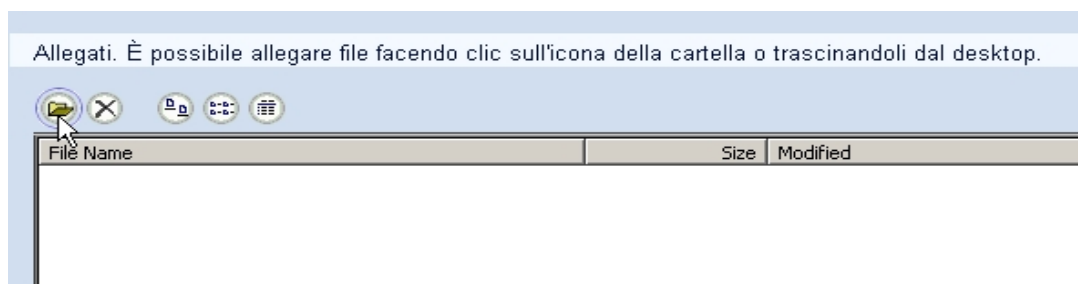 Allegati. È possibile allegare file facendo clic sull'icona della cartella o trascinandoli dal desktop.
File Name Size Modified